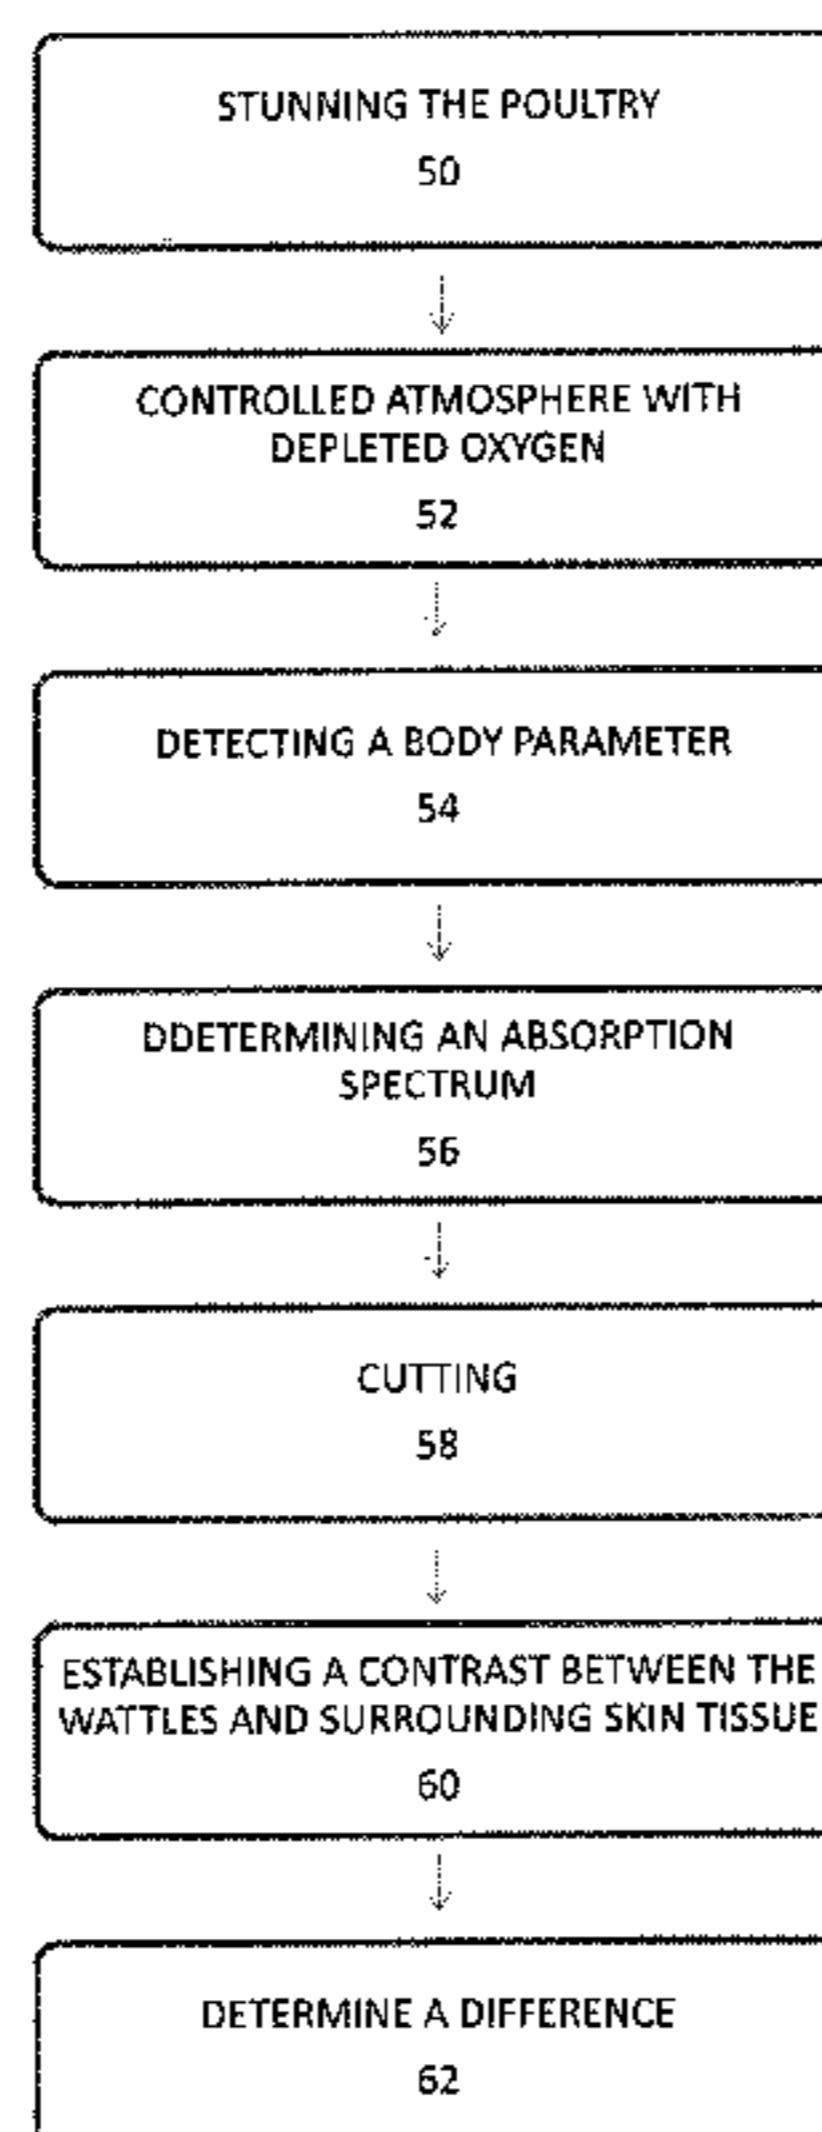 STUNNING THE POULTRY
50
CONTROLLED ATMOSPHERE WITH
DEPLETED OXYGEN
52
DETECTING A BODY PARAMETER
54
DDETERMINING AN ABSORPTION
SPECTRUM
56
CUTTING
58
ESTABLISHING A CONTRAST BETWEEN THE
WATTLES AND SURROUNDING SKIN TISSUE
60
DETERMINE A DIFFERENCE
62